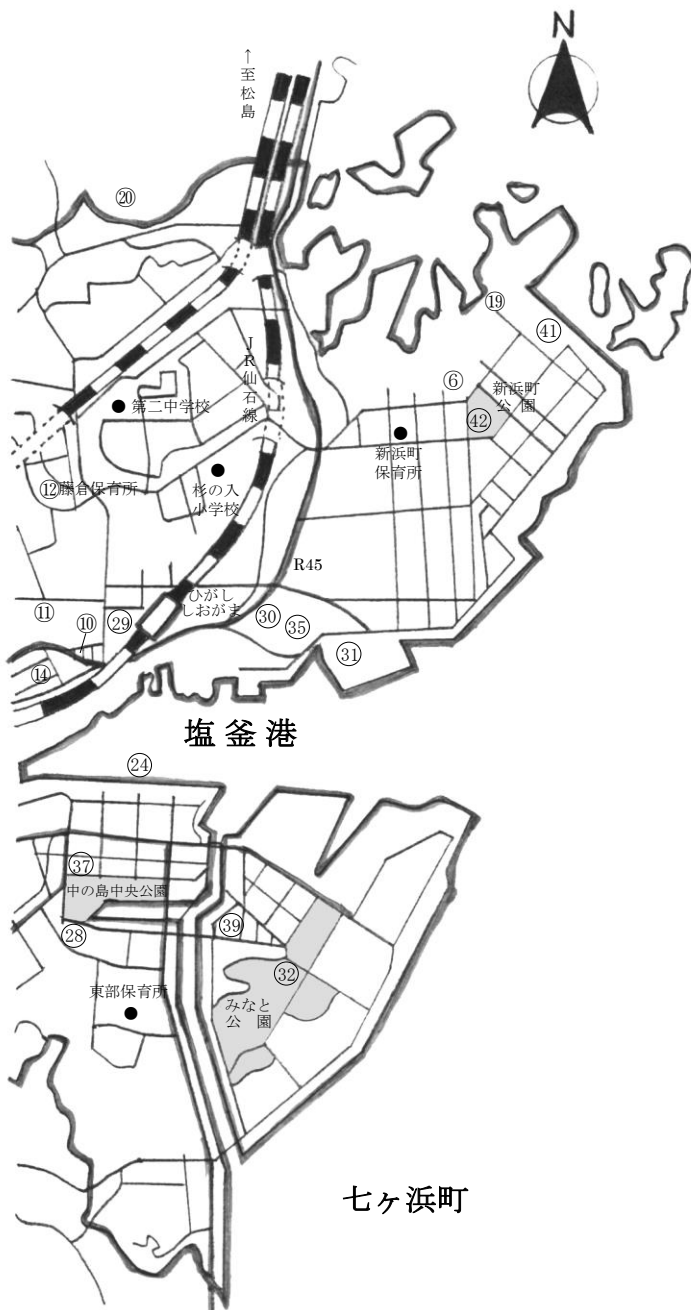 N
↑至松島
⑳
⑲
㊶
JR仙石線
⑥
新浜町
公園
㊷
第二中学校
新浜町
保育所
⑫藤倉保育所
杉の入
小学校
R45
ひがし
しおがま
⑪
⑩
㉙
㉚
㉟
㉛
⑭
塩釜港
㉔
㊲
中の島中央公園
㊴
㉘
㉜
東部保育所
みなと
公園
七ヶ浜町